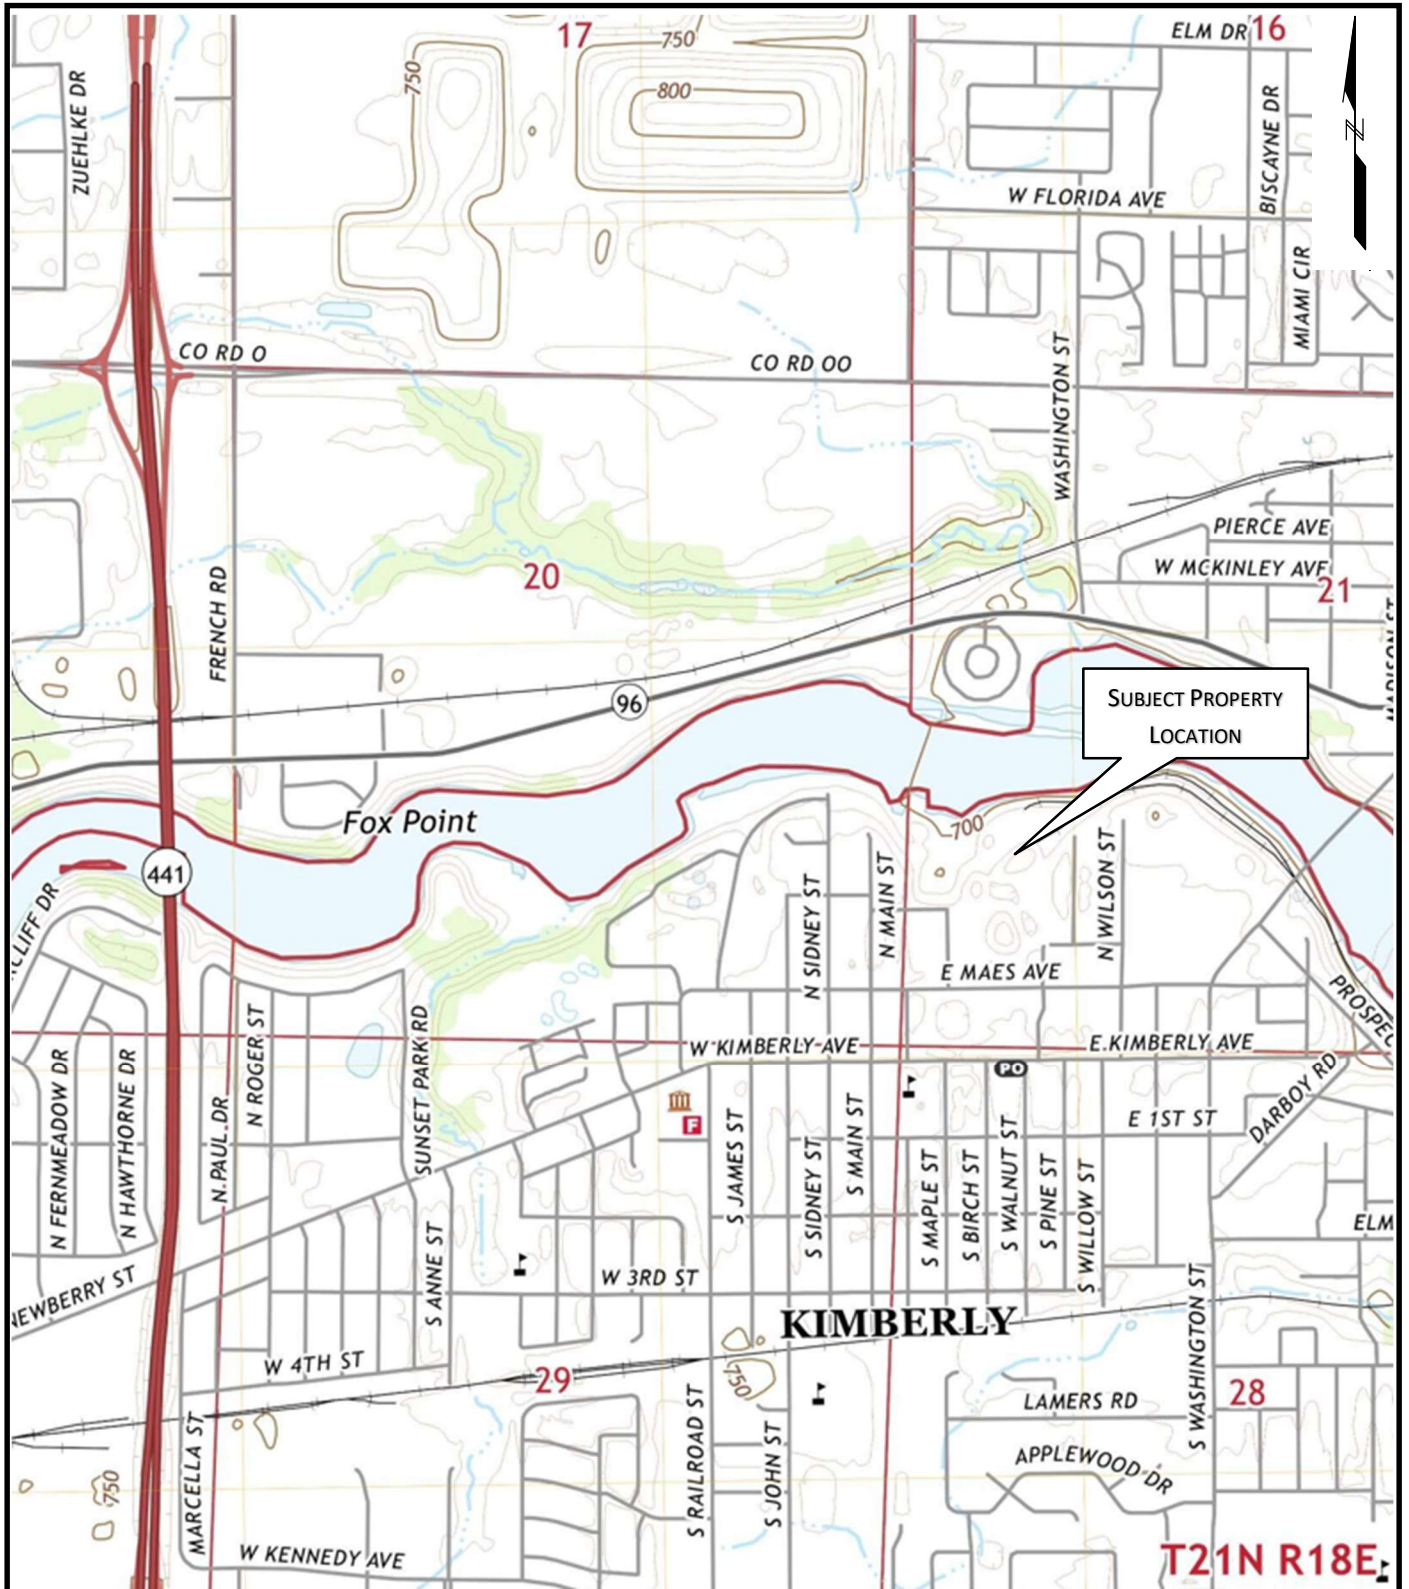 17
750
ELM DR
16
ZUEHLKE DR
750
800
BISCAYNE DR
N
W FLORIDA AVE
MIAMI CIR
CO RD O
CO RD OO
WASHINGTON ST
PIERCE AVE
W MCKINLEY AVE
20
21
FRENCH RD
96
SUBJECT PROPERTY
LOCATION
MADISON ST
Fox Point
700
441
N MAIN ST
N WILSON ST
N SIDNEY ST
E MAES AVE
PROSPEC
N ROGER ST
SUNSET PARK RD
W KIMBERLY AVE
E KIMBERLY AVE
PO
N FERNMEADOW DR
N HAWTHORNE DR
N PAUL DR
F
S JAMES ST
S MAIN ST
E 1ST ST
DARBOY RD
S SIDNEY ST
S MAPLE ST
S BIRCH ST
S WALNUT ST
S PINE ST
S WILLOW ST
ELM
S ANNE ST
W 3RD ST
NEWBERRY ST
KIMBERLY
S WASHINGTON ST
W 4TH ST
29
750
28
LAMERS RD
S RAILROAD ST
S JOHN ST
APPLEWOOD DR
750
MARCELLA ST
W KENNEDY AVE
T21N R18E